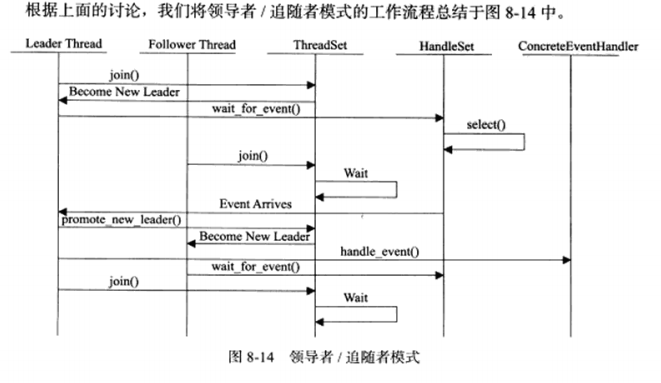 根据上面的讨论，我们将领导者 / 追随者模式的工作流程总结于图 8-14 中。
Leader Thread Follower Thread ThreadSet HandleSet ConcreteEventHandler
join()
Become New Leader
wait_for_event()
select()
join()
Wait
Event Arrives
promote_new_leader()
Become New Leader
handle_event()
wait_for_event()
join()
Wait
图 8-14 领导者 / 追随者模式